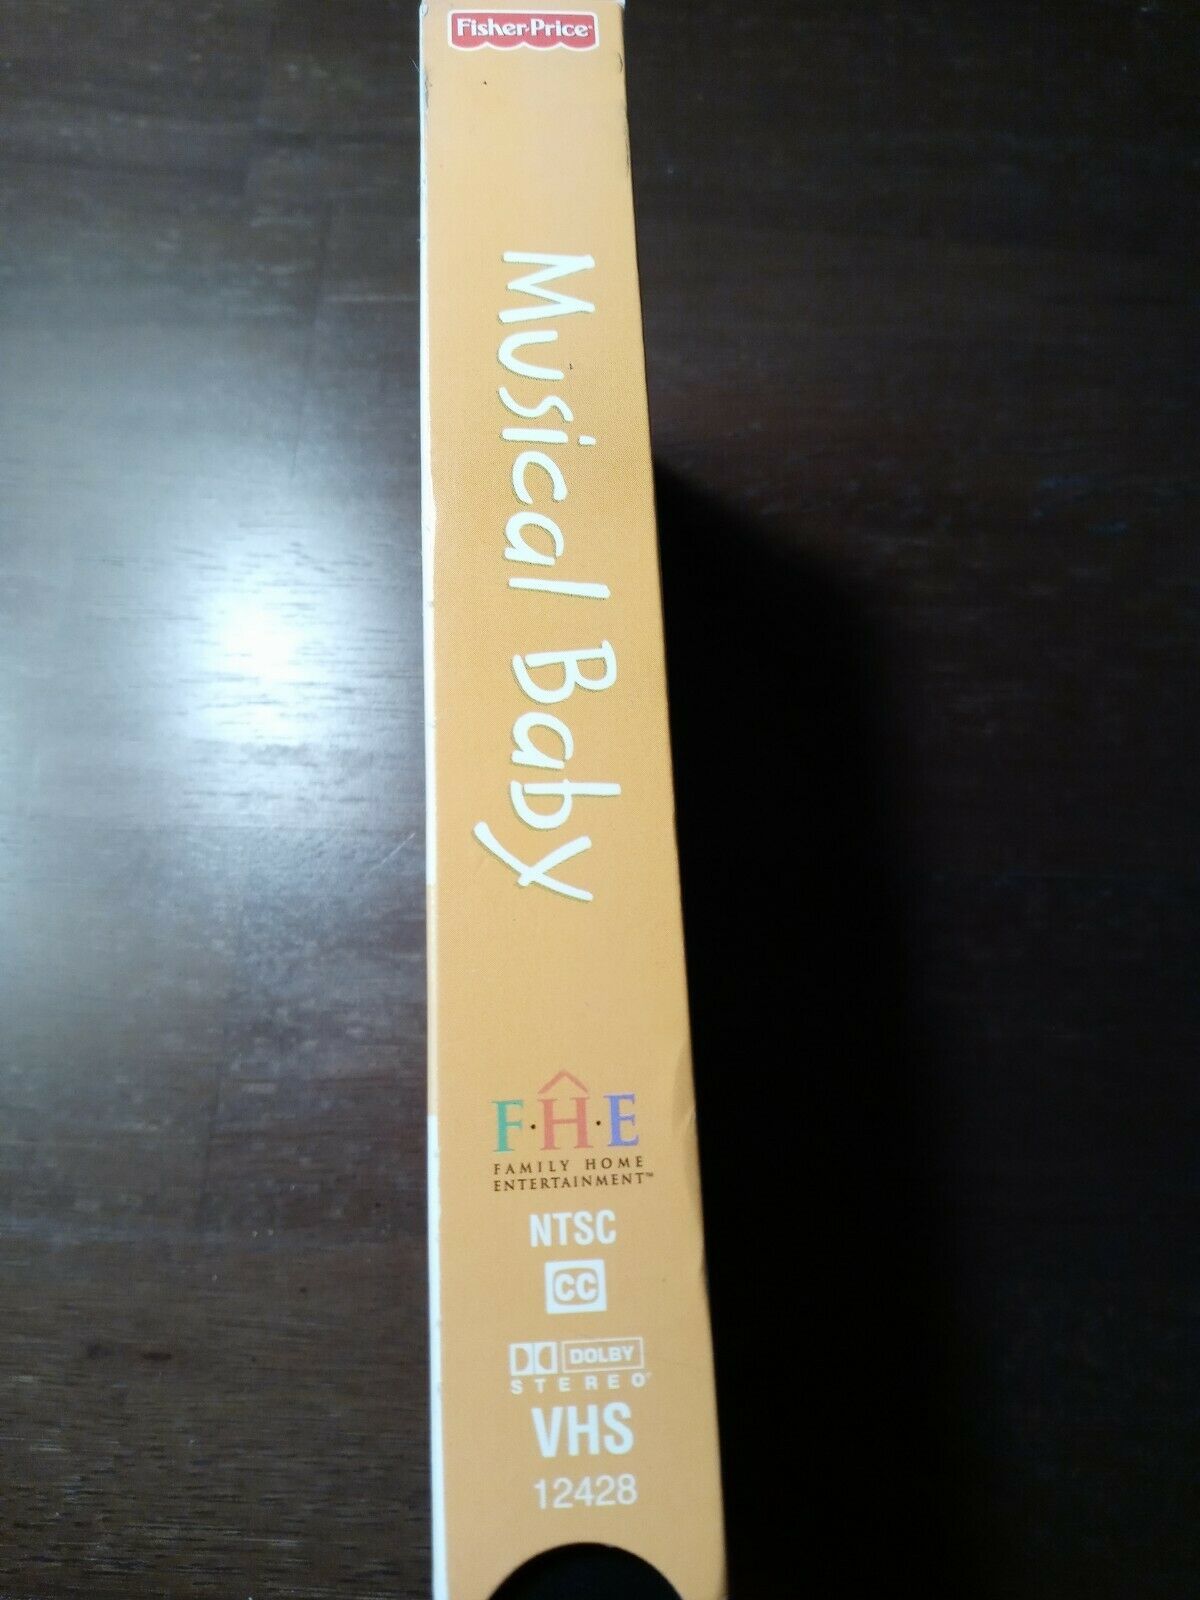 Fisher-Price
Musical Baby
F·H·E
FAMILY HOME
ENTERTAINMENT™
NTSC
CC
DOLBY
STEREO
VHS
12428